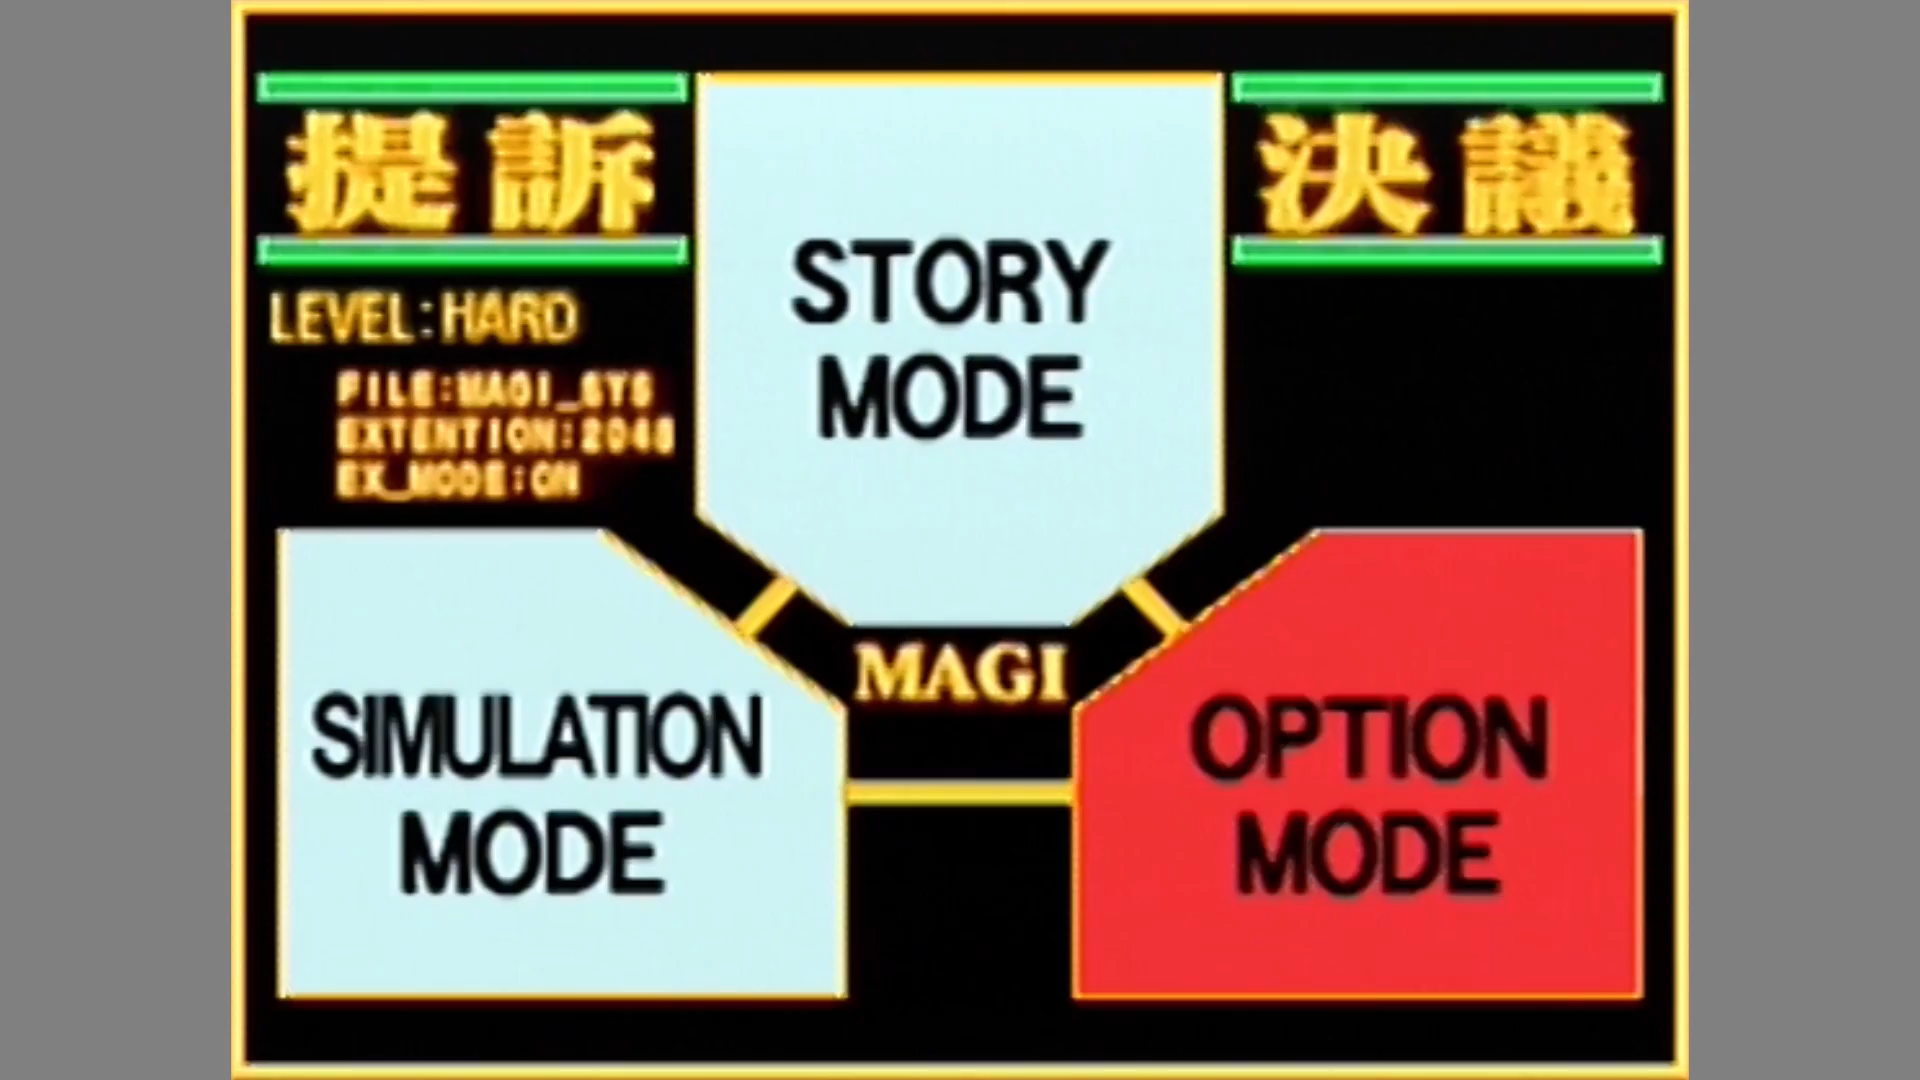 提訴
決議
LEVEL:HARD
FILE:MAGI_SYS
EXTENTION:2048
EX_MODE:ON
STORY
MODE
MAGI
SIMULATION
MODE
OPTION
MODE